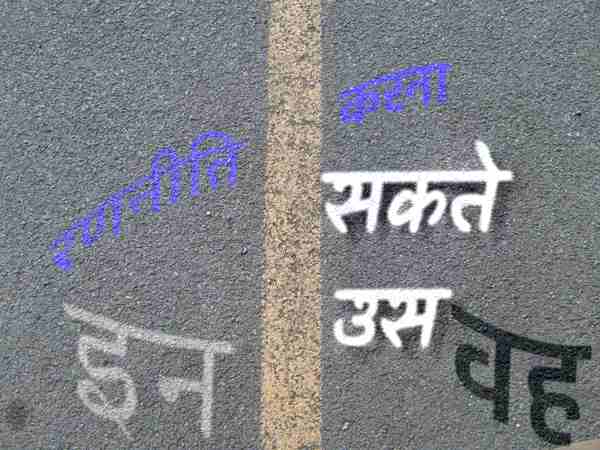 करना
रणनीति
सकते
उस
इन
वह